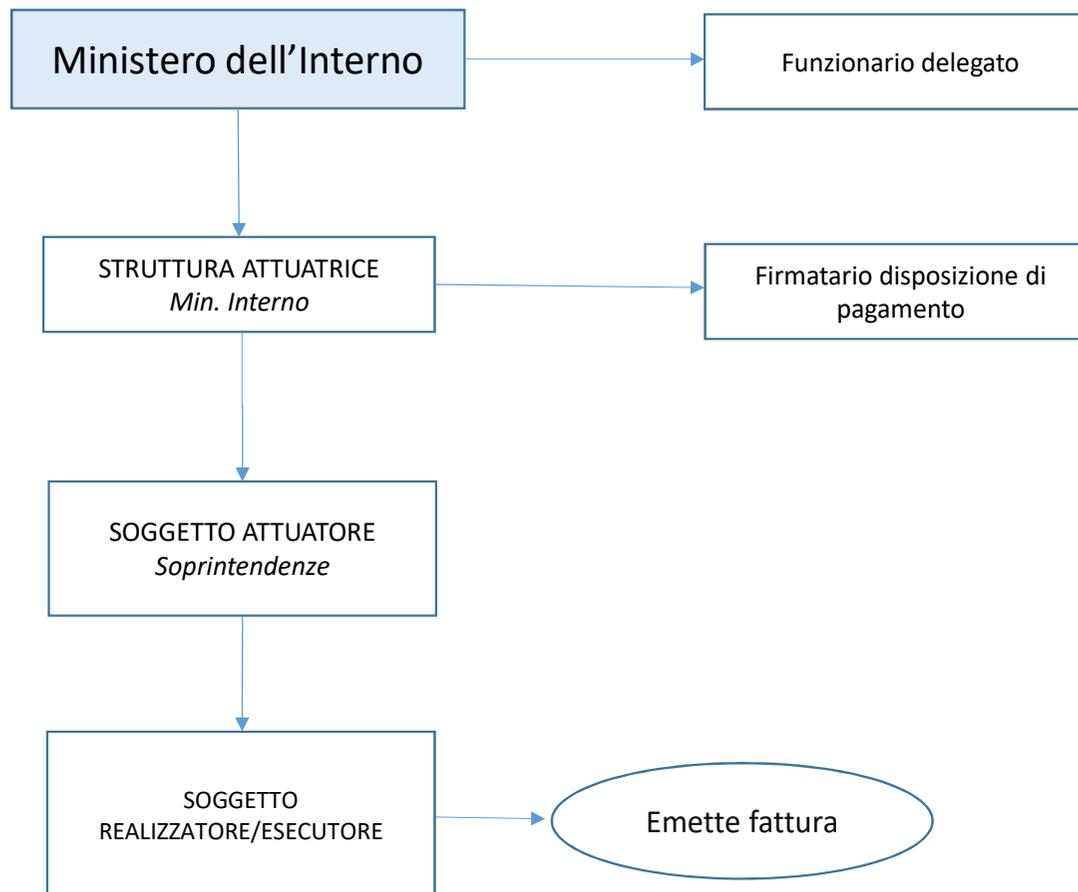 Ministero dell’Interno
Funzionario delegato
STRUTTURA ATTUATRICE
Min. Interno
Firmatario disposizione di
pagamento
SOGGETTO ATTUATORE
Soprintendenze
SOGGETTO
REALIZZATORE/ESECUTORE
Emette fattura